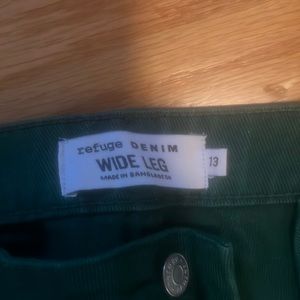 refuge DENIM
WIDE LEG
MADE IN BANGLADESH
13